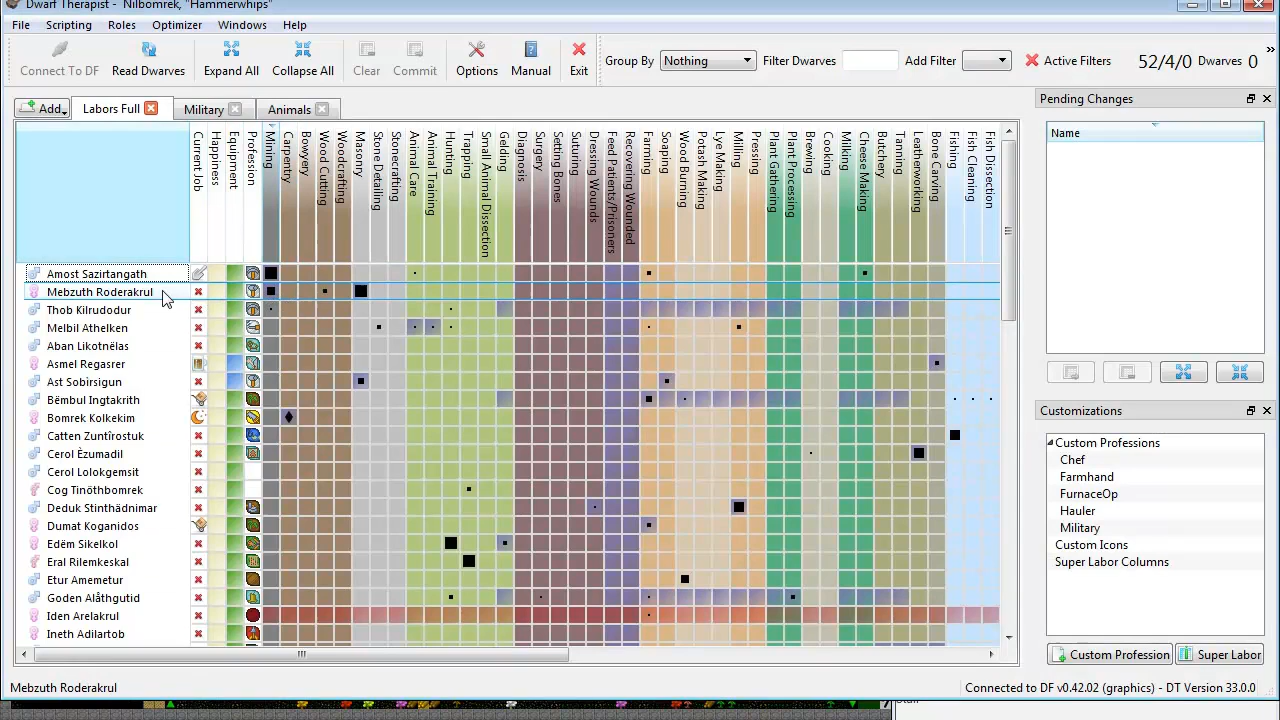 Dwarf Therapist - Nilbomrek, "Hammerwhips"
File Scripting Roles Optimizer Windows Help
Connect To DF Read Dwarves Expand All Collapse All Clear Commit Options Manual Exit Group By Nothing Filter Dwarves Add Filter Active Filters 52/4/0 Dwarves 0 »
Add... Labors Full Military Animals
Current Job
Happiness
Equipment
Profession
Mining
Carpentry
Bowyery
Wood Cutting
Woodcrafting
Masonry
Stone Detailing
Stonecrafting
Animal Care
Animal Training
Hunting
Trapping
Small Animal Dissection
Gelding
Diagnosis
Surgery
Setting Bones
Suturing
Dressing Wounds
Feed Patients/Prisoners
Recovering Wounded
Farming
Soaping
Wood Burning
Potash Making
Lye Making
Milling
Pressing
Plant Gathering
Plant Processing
Brewing
Cooking
Milking
Cheese Making
Butchery
Tanning
Leatherworking
Bone Carving
Fishing
Fish Cleaning
Fish Dissection
Amost Sazirtangath
Mebzuth Roderakrul
Thob Kilrudodur
Melbil Athelken
Aban Likotnëlas
Asmel Regasrer
Ast Sobìrsigun
Bëmbul Ingtakrith
Bomrek Kolkekim
Catten Zuntîrostuk
Cerol Èzumadil
Cerol Lolokgemsit
Cog Tinöthbomrek
Deduk Stinthädnimar
Dumat Koganidos
Edëm Sikelkol
Eral Rilemkeskal
Etur Amemetur
Goden Alåthgutid
Iden Arelakrul
Ineth Adilartob
Pending Changes
Name
Customizations
Custom Professions
Chef
Farmhand
FurnaceOp
Hauler
Military
Custom Icons
Super Labor Columns
Custom Profession Super Labor
Mebzuth Roderakrul
Connected to DF v0.42.02 (graphics) - DT Version 33.0.0